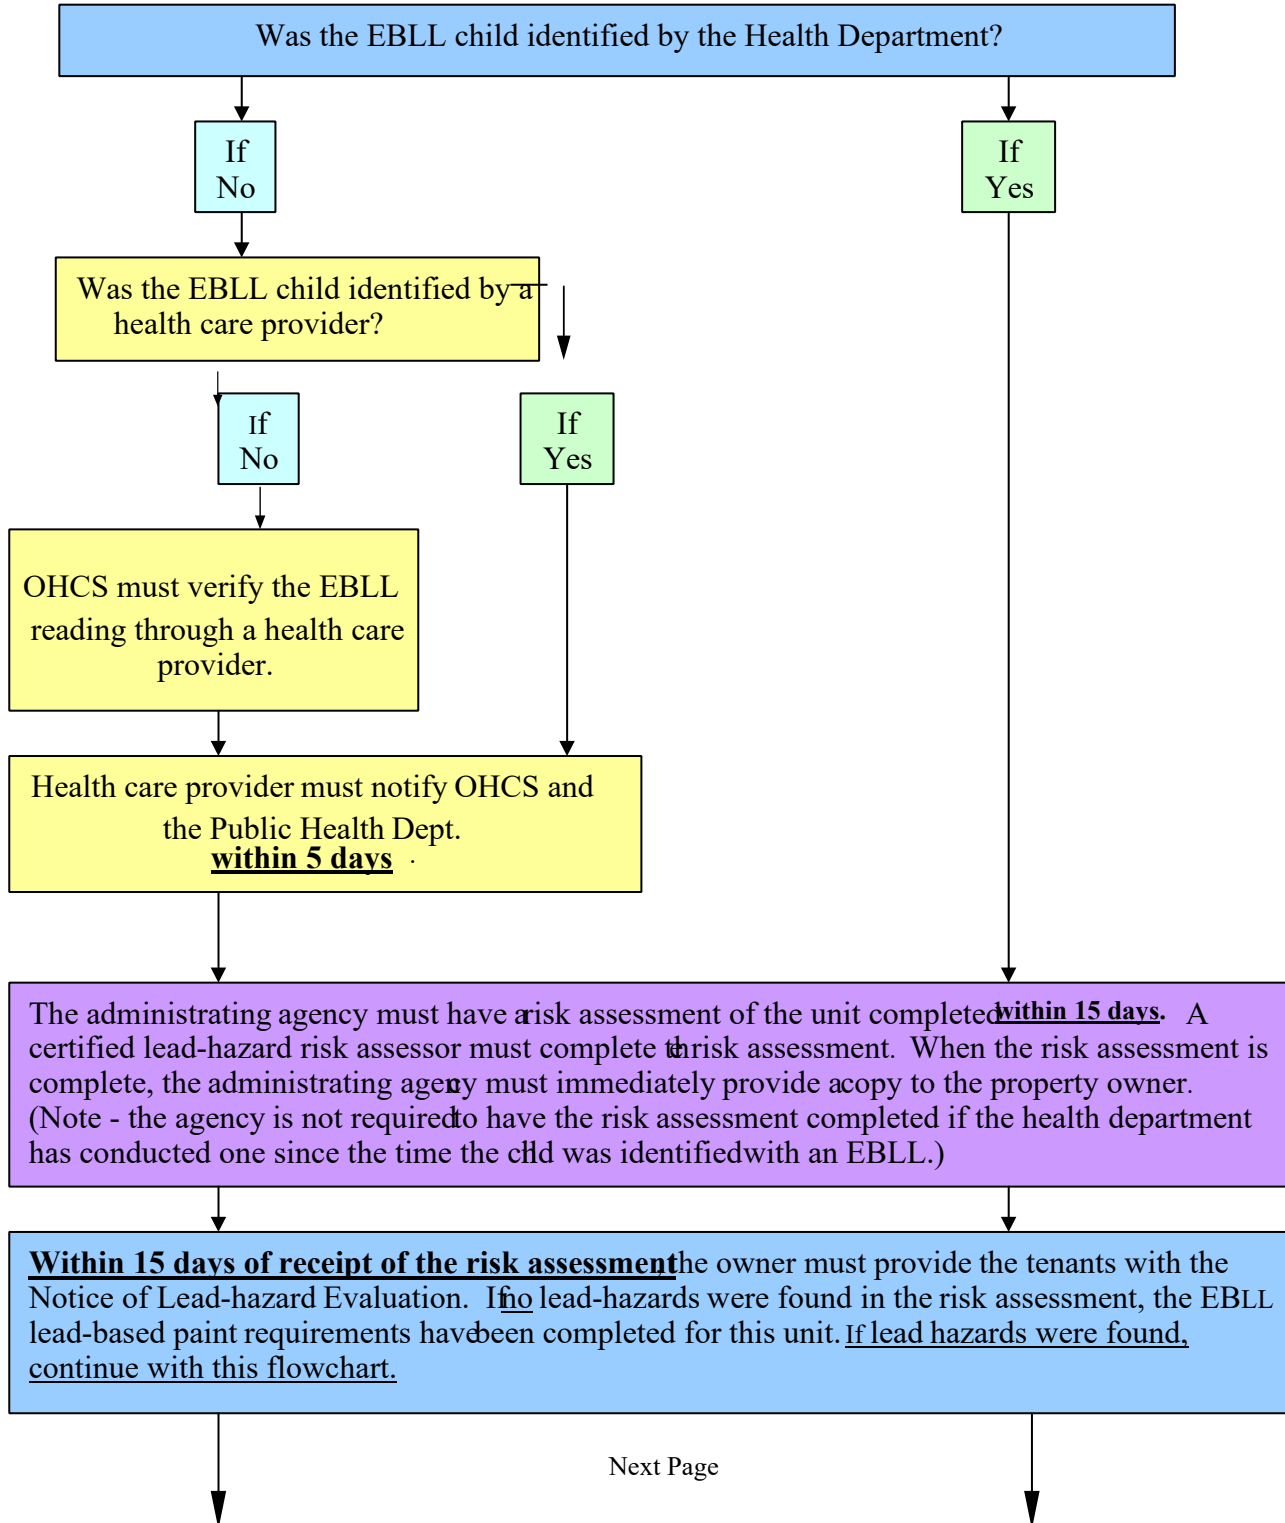 Was the EBLL child identified by the Health Department?
If
No
If
Yes
Was the EBLL child identified by a
health care provider?
If
No
If
Yes
OHCS must verify the EBLL
reading through a health care
provider.
Health care provider must notify OHCS and
the Public Health Dept.
within 5 days .
The administrating agency must have a risk assessment of the unit completed within 15 days. A
certified lead-hazard risk assessor must complete the risk assessment. When the risk assessment is
complete, the administrating agency must immediately provide a copy to the property owner.
(Note - the agency is not required to have the risk assessment completed if the health department
has conducted one since the time the child was identified with an EBLL.)
Within 15 days of receipt of the risk assessment, the owner must provide the tenants with the
Notice of Lead-hazard Evaluation. If no lead-hazards were found in the risk assessment, the EBLL
lead-based paint requirements have been completed for this unit. If lead hazards were found,
continue with this flowchart.
Next Page